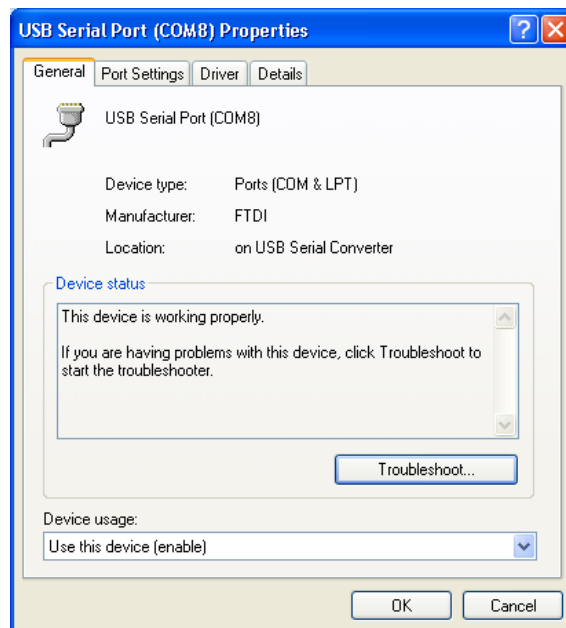 USB Serial Port (COM8) Properties
General Port Settings Driver Details
USB Serial Port (COM8)
Device type: Ports (COM & LPT)
Manufacturer: FTDI
Location: on USB Serial Converter
Device status
This device is working properly.
If you are having problems with this device, click Troubleshoot to
start the troubleshooter.
Troubleshoot...
Device usage:
Use this device (enable)
OK Cancel